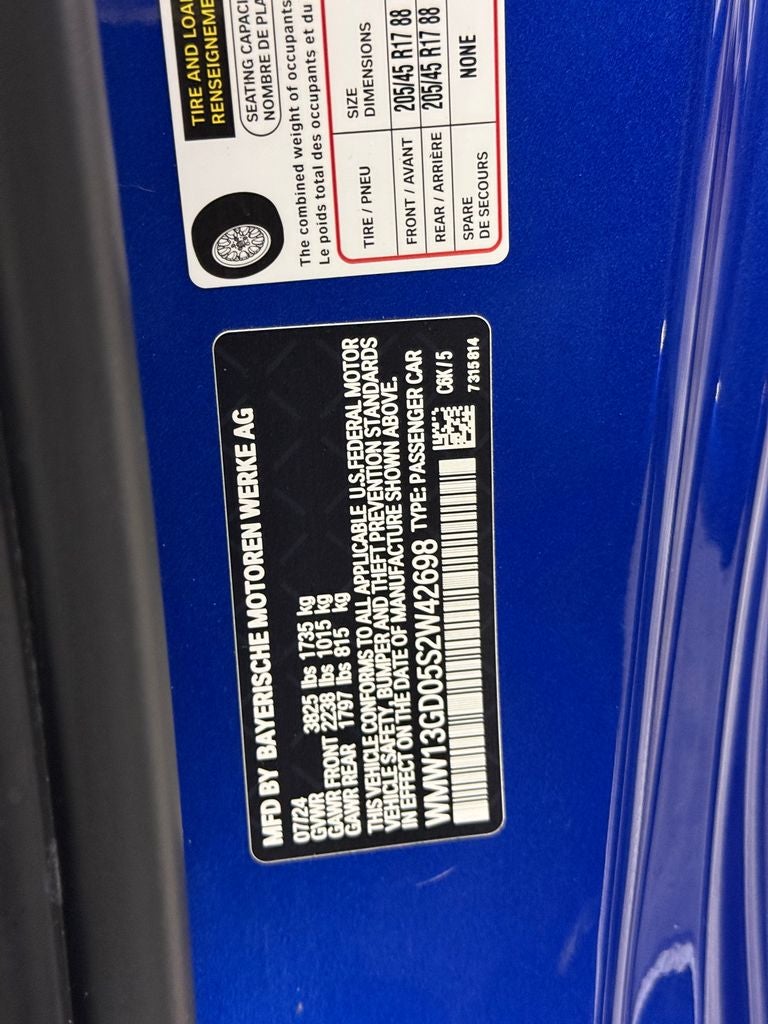 MFD BY BAYERISCHE MOTOREN WERKE AG
07/24
GVWR 3825 lbs 1735 kg
GAWR FRONT 2238 lbs 1015 kg
GAWR REAR 1797 lbs 815 kg
THIS VEHICLE CONFORMS TO ALL APPLICABLE U.S.FEDERAL MOTOR
VEHICLE SAFETY, BUMPER AND THEFT PREVENTION STANDARDS
IN EFFECT ON THE DATE OF MANUFACTURE SHOWN ABOVE.
WMW13GD05S2W42698 TYPE: PASSENGER CAR
C6K/5
7315814
TIRE AND LOA
RENSEIGNEME
SEATING CAPACI
NOMBRE DE PLA
The combined weight of occupants
Le poids total des occupants et du
TIRE / PNEU SIZE DIMENSIONS
FRONT / AVANT 205/45 R17 88
REAR / ARRIÈRE 205/45 R17 88
SPARE NONE
DE SECOURS